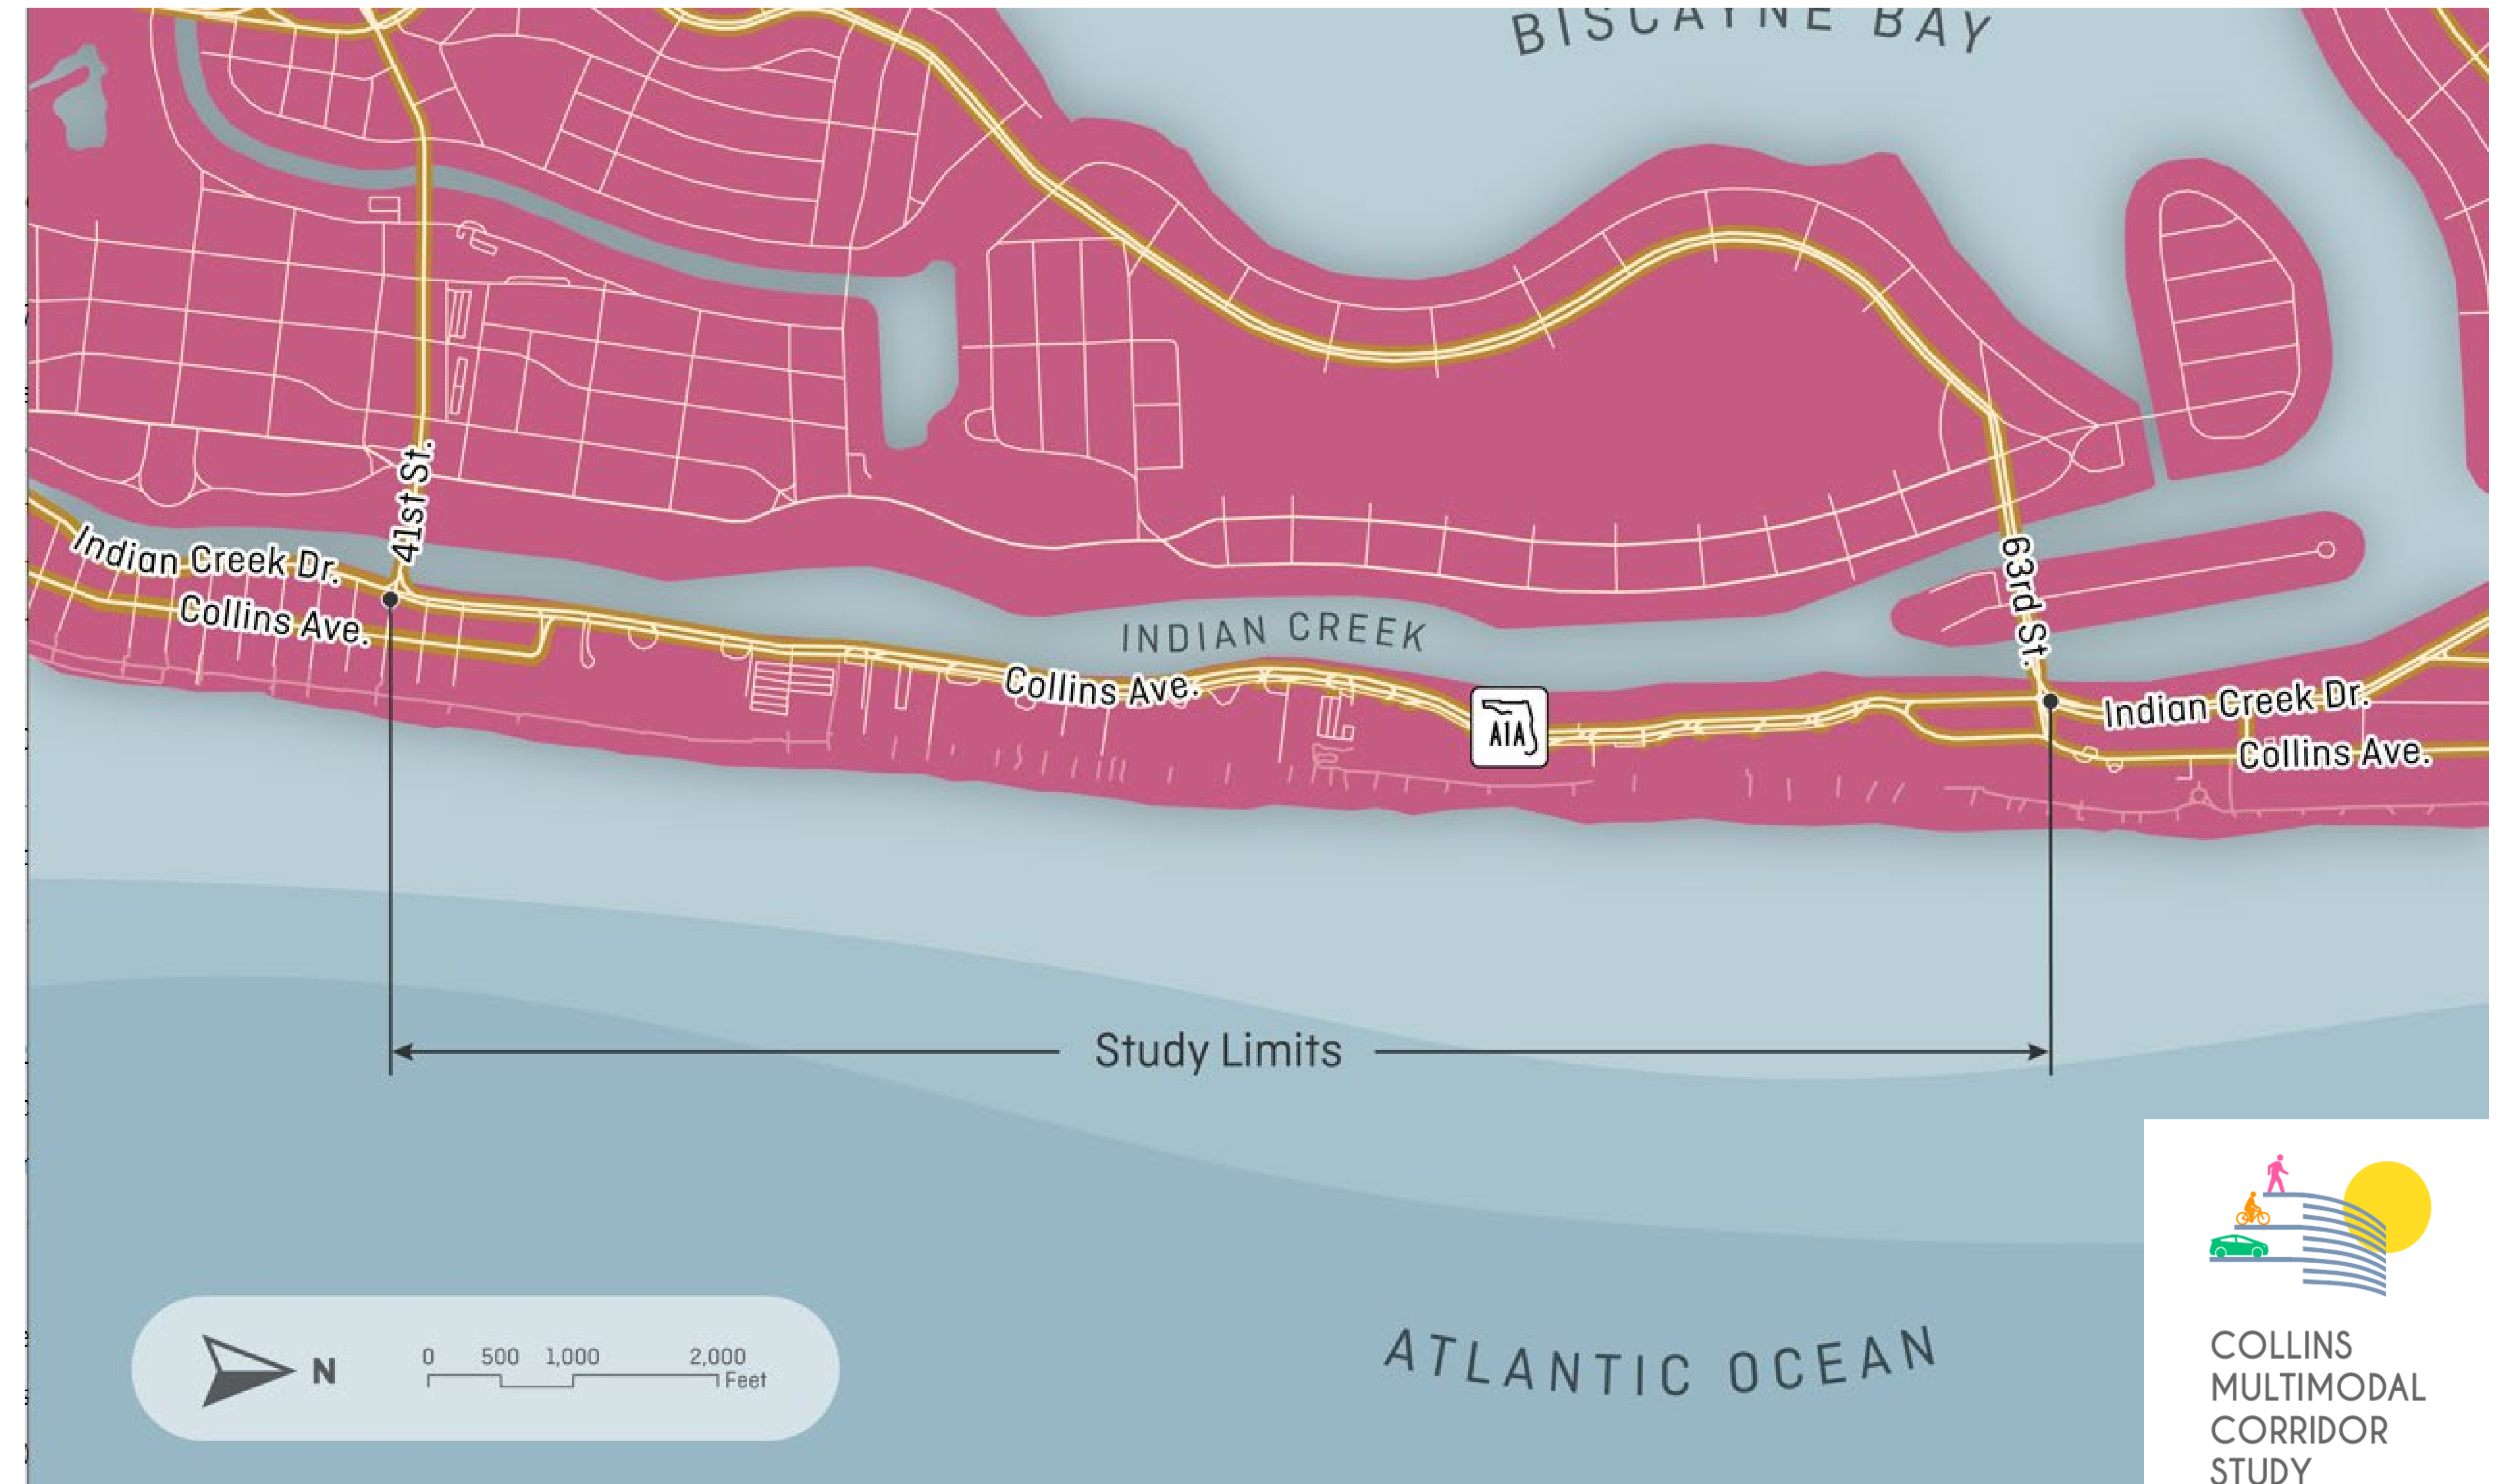 BISCAYNE BAY
41st St.
Indian Creek Dr.
Collins Ave.
INDIAN CREEK
Collins Ave.
A1A
63rd St.
Indian Creek Dr.
Collins Ave.
Study Limits
N
0 500 1,000 2,000
Feet
ATLANTIC OCEAN
COLLINS
MULTIMODAL
CORRIDOR
STUDY